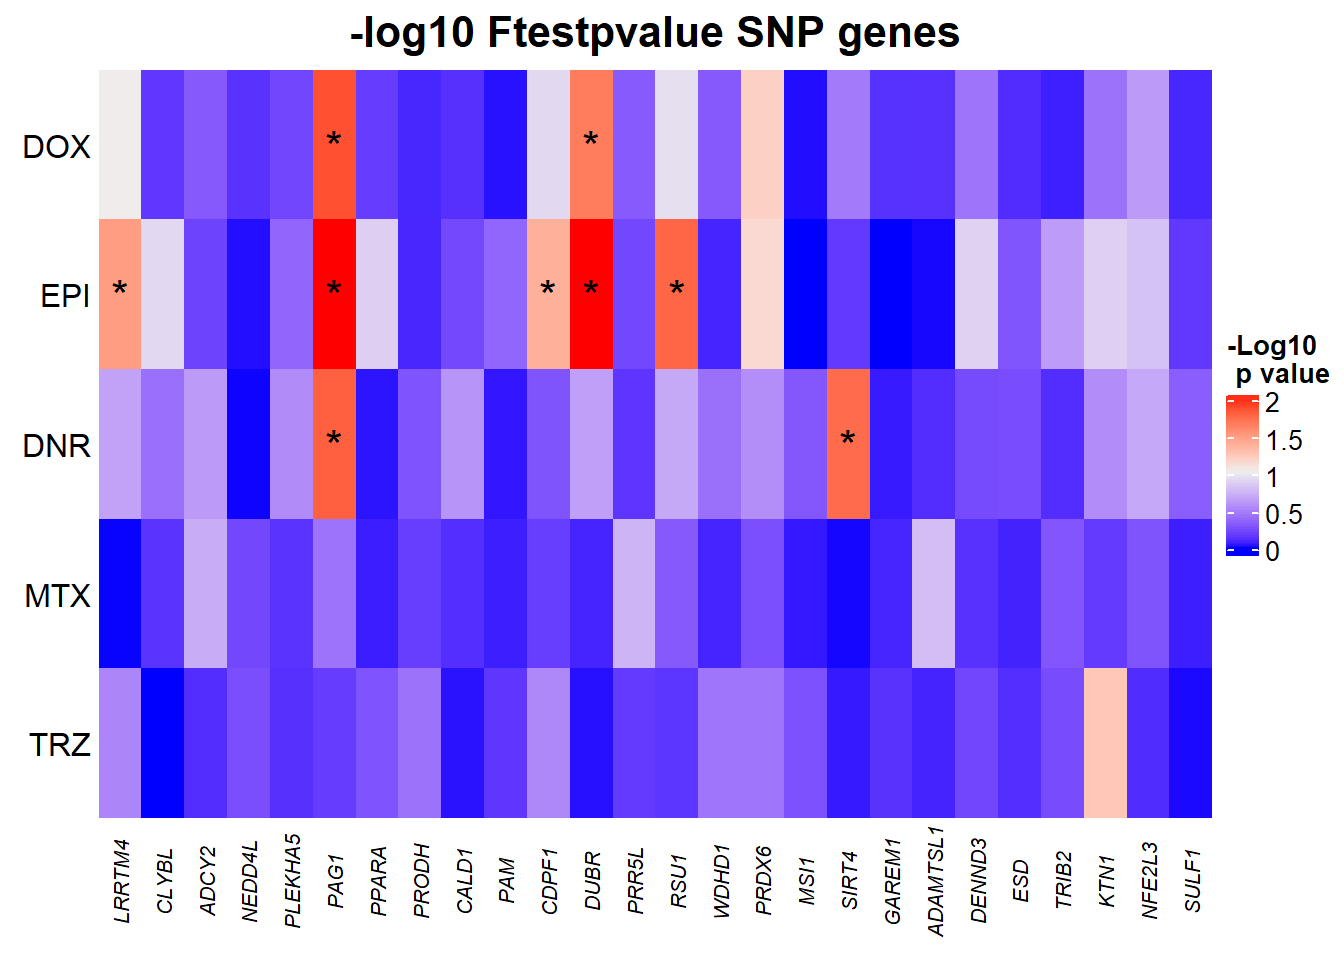 -log10 Ftestpvalue SNP genes
DOX
* *
EPI
* * * * *
DNR
* *
MTX
TRZ
-Log10
p value
2
1.5
1
0.5
0
LRRTM4
CLYBL
ADCY2
NEDD4L
PLEKHA5
PAG1
PPARA
PRODH
CALD1
PAM
CDPF1
DUBR
PRR5L
RSU1
WDHD1
PRDX6
MSI1
SIRT4
GAREM1
ADAMTSL1
DENND3
ESD
TRIB2
KTN1
NFE2L3
SULF1